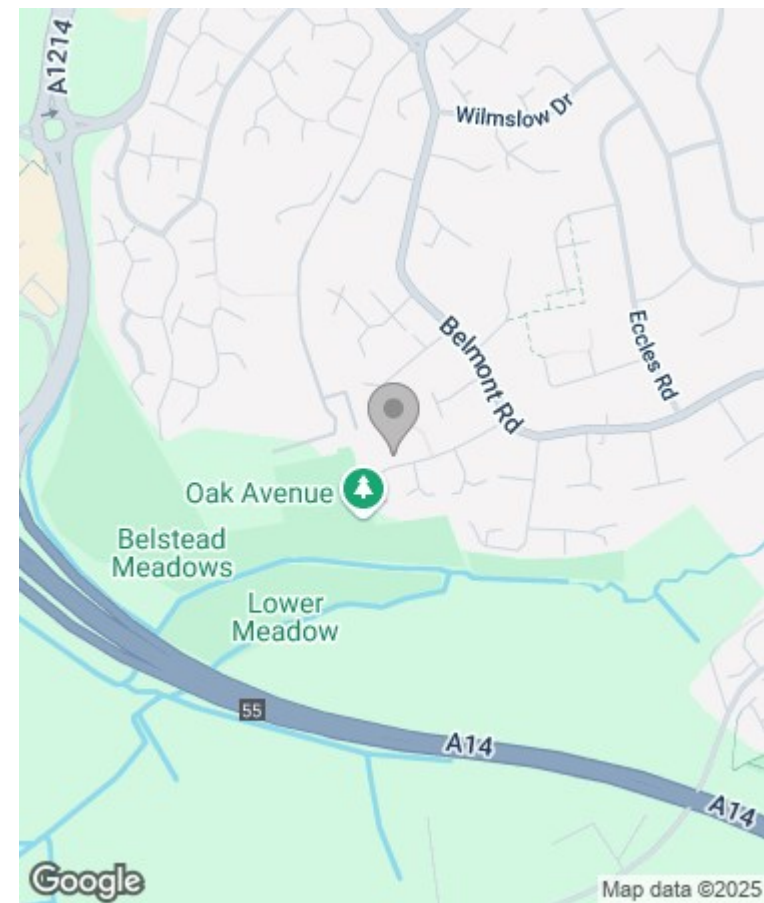 A1214
Wilmslow Dr
Eccles Rd
Belmont Rd
Oak Avenue
Belstead
Meadows
Lower
Meadow
55
A14
A14
Google
Map data ©2025